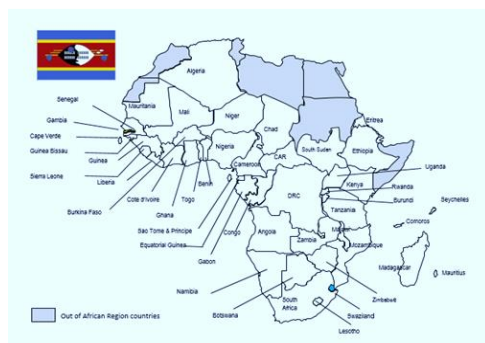 Algeria
Senegal
Mauritania
Mali
Niger
Gambia
Chad
Eritrea
Cape Verde
Nigeria
Guinea Bissau
Guinea
South Sudan
Ethiopia
Cameroon
CAR
Uganda
Sierra Leone
Liberia
Benin
Kenya
Rwanda
Cote d'Ivoire
Togo
DRC
Burundi
Seychelles
Burkina Faso
Ghana
Tanzania
Sao Tome & Principe
Congo
Angola
Comoros
Equatorial Guinea
Zambia
Mozambique
Gabon
Madagascar
Mauritius
Namibia
Zimbabwe
South
Africa
Botswana
Swaziland
Lesotho
Out of African Region countries